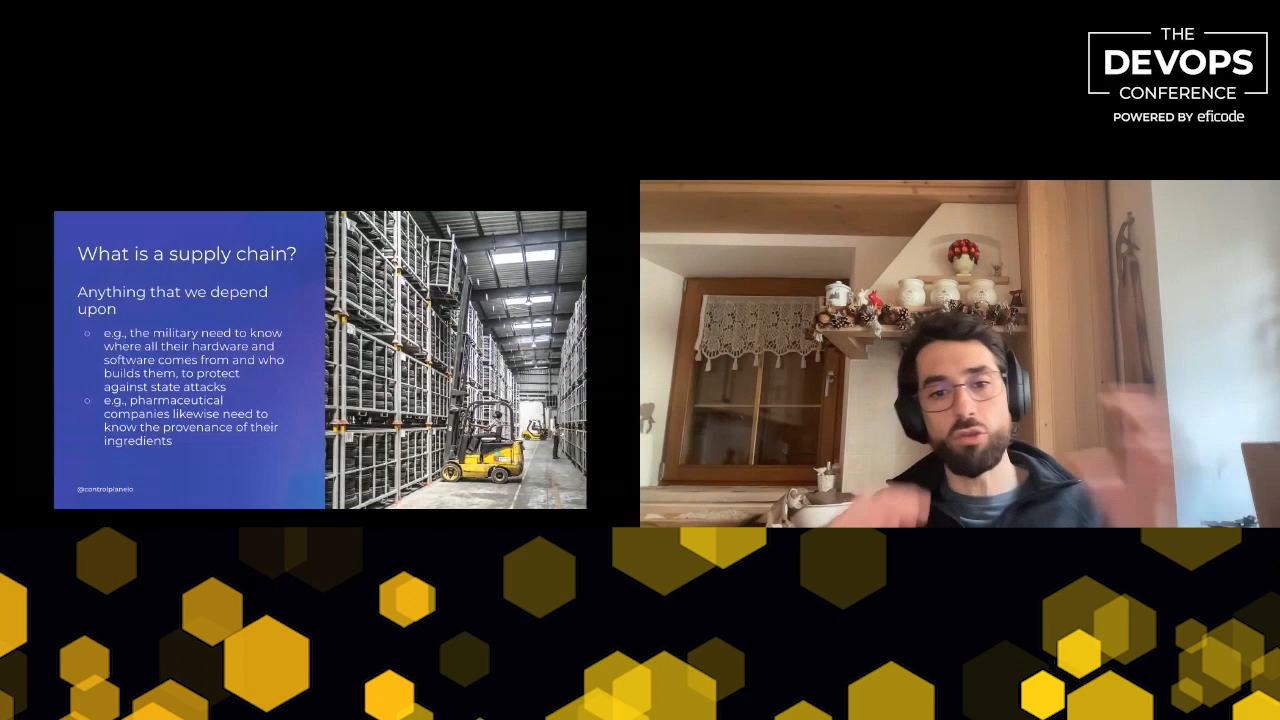 THE
DEVOPS
CONFERENCE
POWERED BY eficode
What is a supply chain?
Anything that we depend
upon
○ e.g., the military need to know
where all their hardware and
software comes from and who
builds them, to protect
against state attacks
○ e.g., pharmaceutical
companies likewise need to
know the provenance of their
ingredients
@controlplaneio